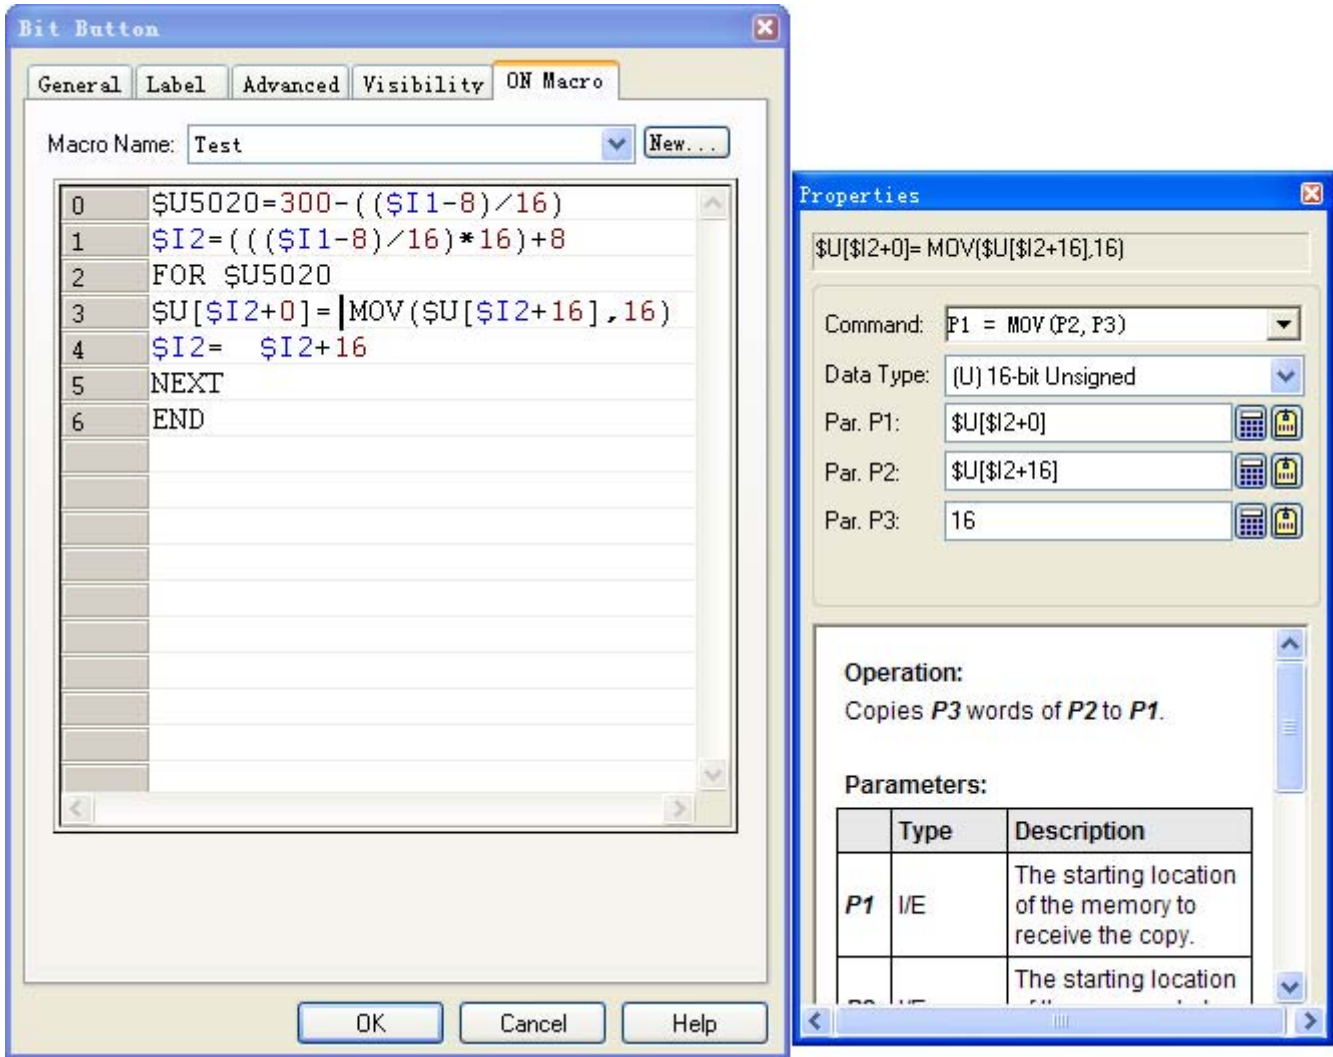 Bit Button
General Label Advanced Visibility ON Macro
Macro Name: Test New...
0 $U5020=300-(($I1-8)/16)
1 $I2=((($I1-8)/16)*16)+8
2 FOR $U5020
3 $U[$I2+0]= MOV($U[$I2+16],16)
4 $I2= $I2+16
5 NEXT
6 END
OK Cancel Help
Properties
$U[$I2+0]= MOV($U[$I2+16],16)
Command: P1 = MOV(P2, P3)
Data Type: (U) 16-bit Unsigned
Par. P1: $U[$I2+0]
Par. P2: $U[$I2+16]
Par. P3: 16
Operation:
Copies P3 words of P2 to P1.
Parameters:
Type Description
P1 I/E The starting location
of the memory to
receive the copy.
The starting location